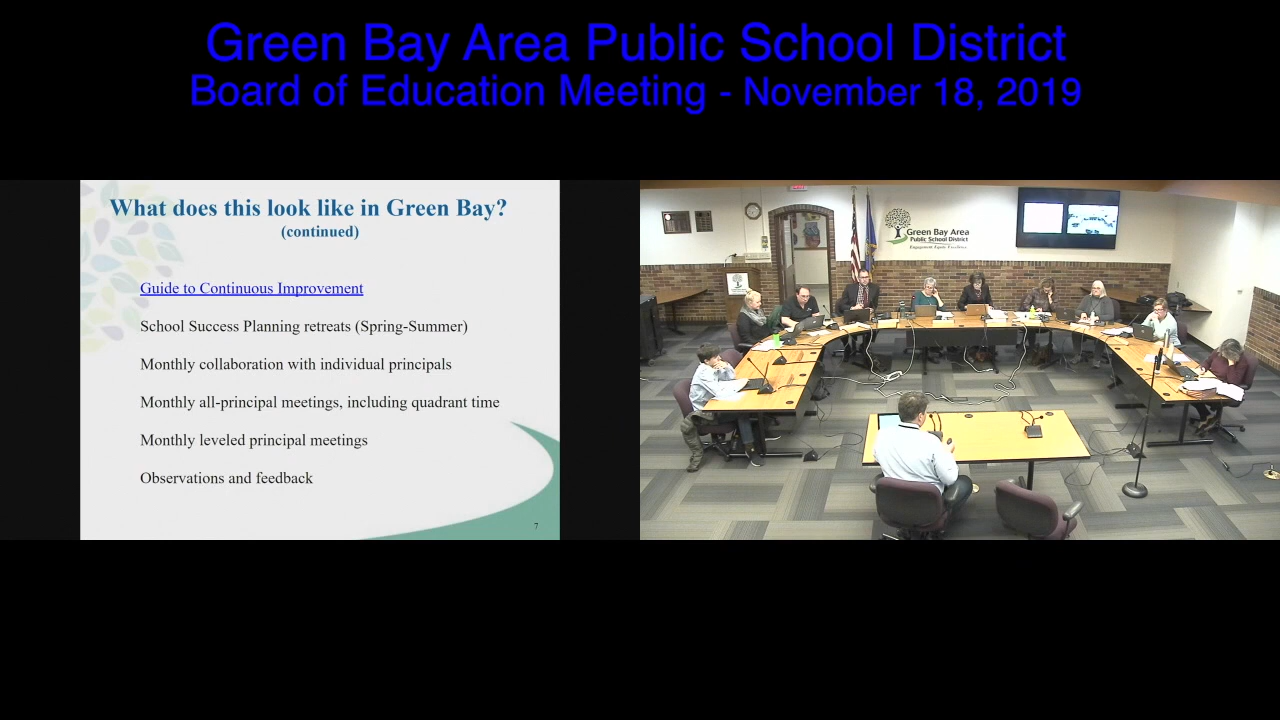 Green Bay Area Public School District
Board of Education Meeting - November 18, 2019
What does this look like in Green Bay?
(continued)
Guide to Continuous Improvement
School Success Planning retreats (Spring-Summer)
Monthly collaboration with individual principals
Monthly all-principal meetings, including quadrant time
Monthly leveled principal meetings
Observations and feedback
7
Green Bay Area
Public School District
Engagement Equity Excellence